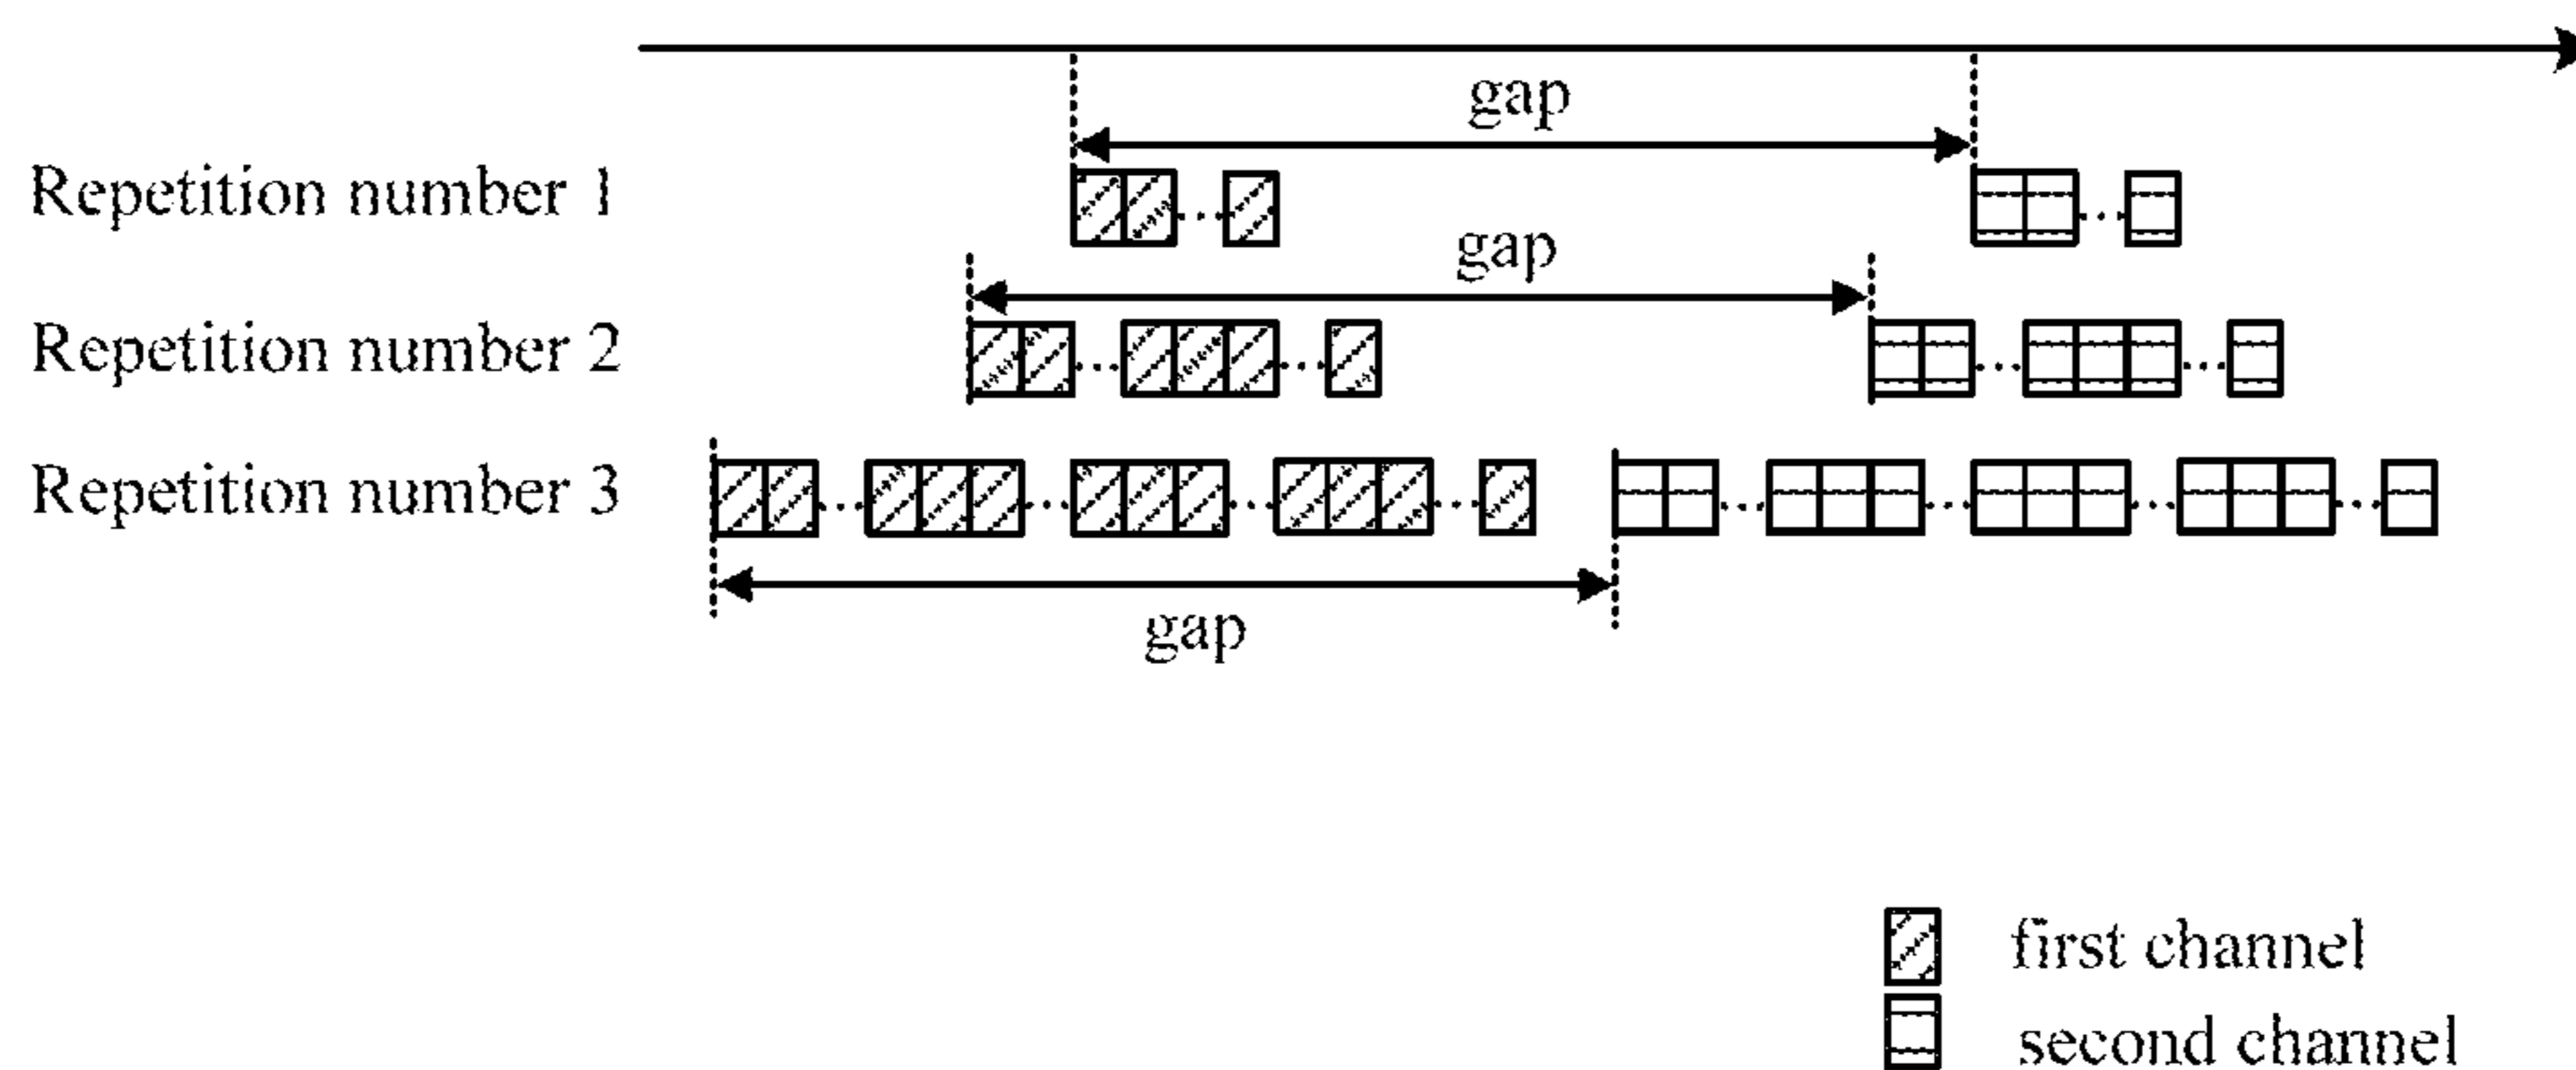 gap
Repetition number 1
gap
Repetition number 2
Repetition number 3
gap
first channel
second channel